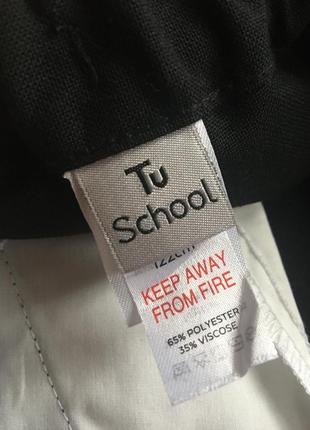 Tu
School
122cm
KEEP AWAY
FROM FIRE
65% POLYESTER
35% VISCOSE